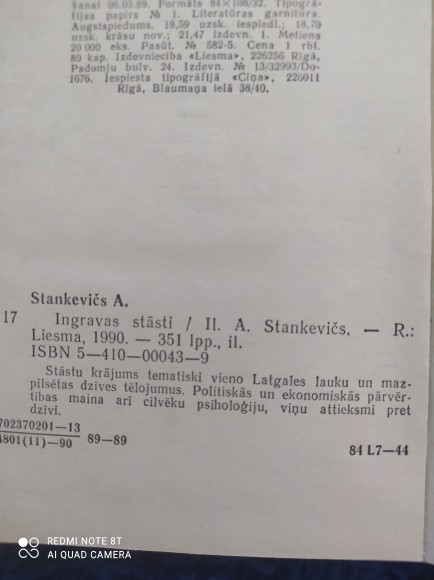 šanai 06.03.89. Formāts 84×108/32. Tipogrā-
fijas papīrs № 1. Literatūras garnitūra.
Augstspiedums. 18,59 uzsk. iespiedl.; 18,70
uzsk. krāsu nov.; 21,47 izdevn. l. Metiens
20 000 eks. Pasūt. № 582-5. Cena 1 rbl.
80 kap. Izdevniecība «Liesma», 226256 Rīgā,
Padomju bulv. 24. Izdevn. № 13/32993/Do-
1676. Iespiesta tipogrāfijā «Cīņa», 226011
Rīgā, Blaumaņa ielā 38/40.
Stankevičs A.
17 Ingravas stāsti / Il. A. Stankevičs. — R.:
Liesma, 1990. — 351 lpp., il.
ISBN 5—410—00043—9
Stāstu krājums tematiski vieno Latgales lauku un maz-
pilsētas dzīves tēlojumus. Politiskās un ekonomiskās pārvēr-
tības maina arī cilvēku psiholoģiju, viņu attieksmi pret
dzīvi.
702370201—13
801(11)—90
89—89
84 L7—44
REDMI NOTE 8T
AI QUAD CAMERA